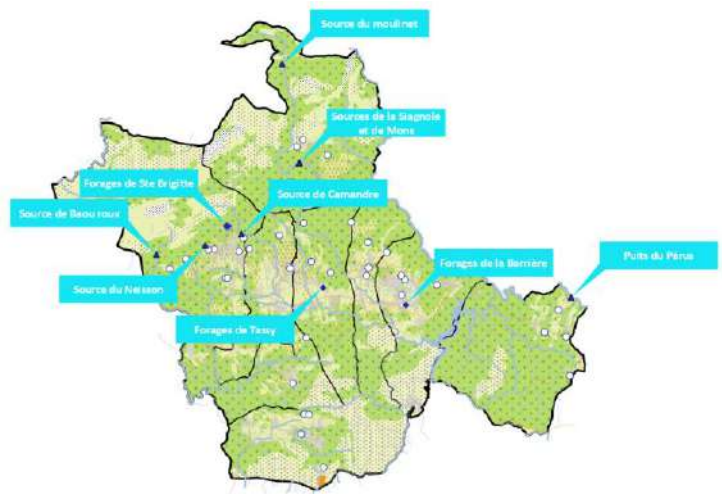 Source du moulinet
Sources de la Siagnole
et de Mons
Forages de Ste Brigitte
Source de Camandre
Source de Baou roux
Forages de la Barrière
Puits du Pérus
Source du Neisson
Forages de Tassy